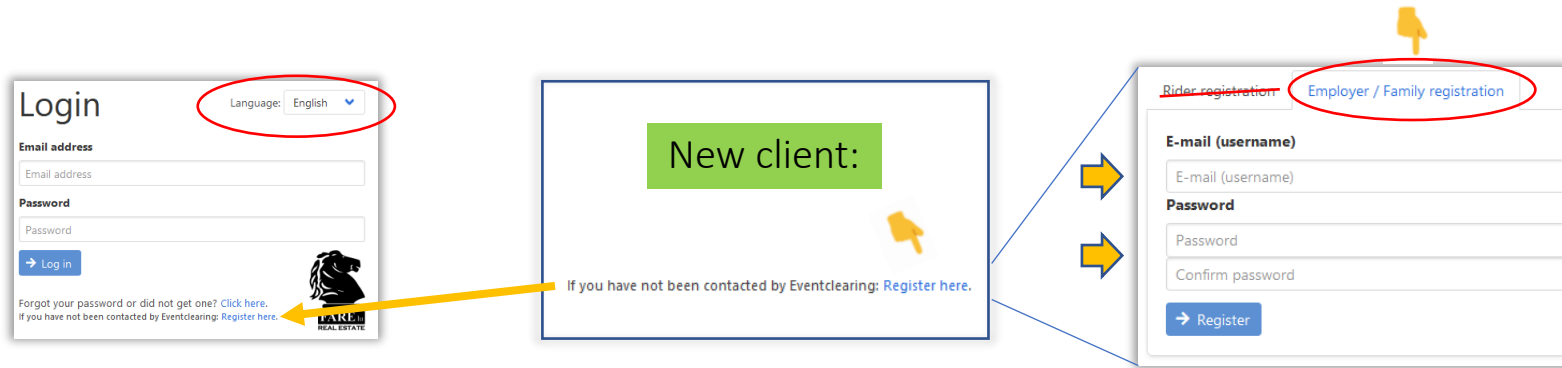 Login
Language: English
Email address
Email address
Password
Password
→ Log in
Forgot your password or did not get one? Click here.
If you have not been contacted by Eventclearing: Register here.
FARE.lu
REAL ESTATE
New client:
If you have not been contacted by Eventclearing: Register here.
Rider registration
Employer / Family registration
E-mail (username)
E-mail (username)
Password
Password
Confirm password
→ Register